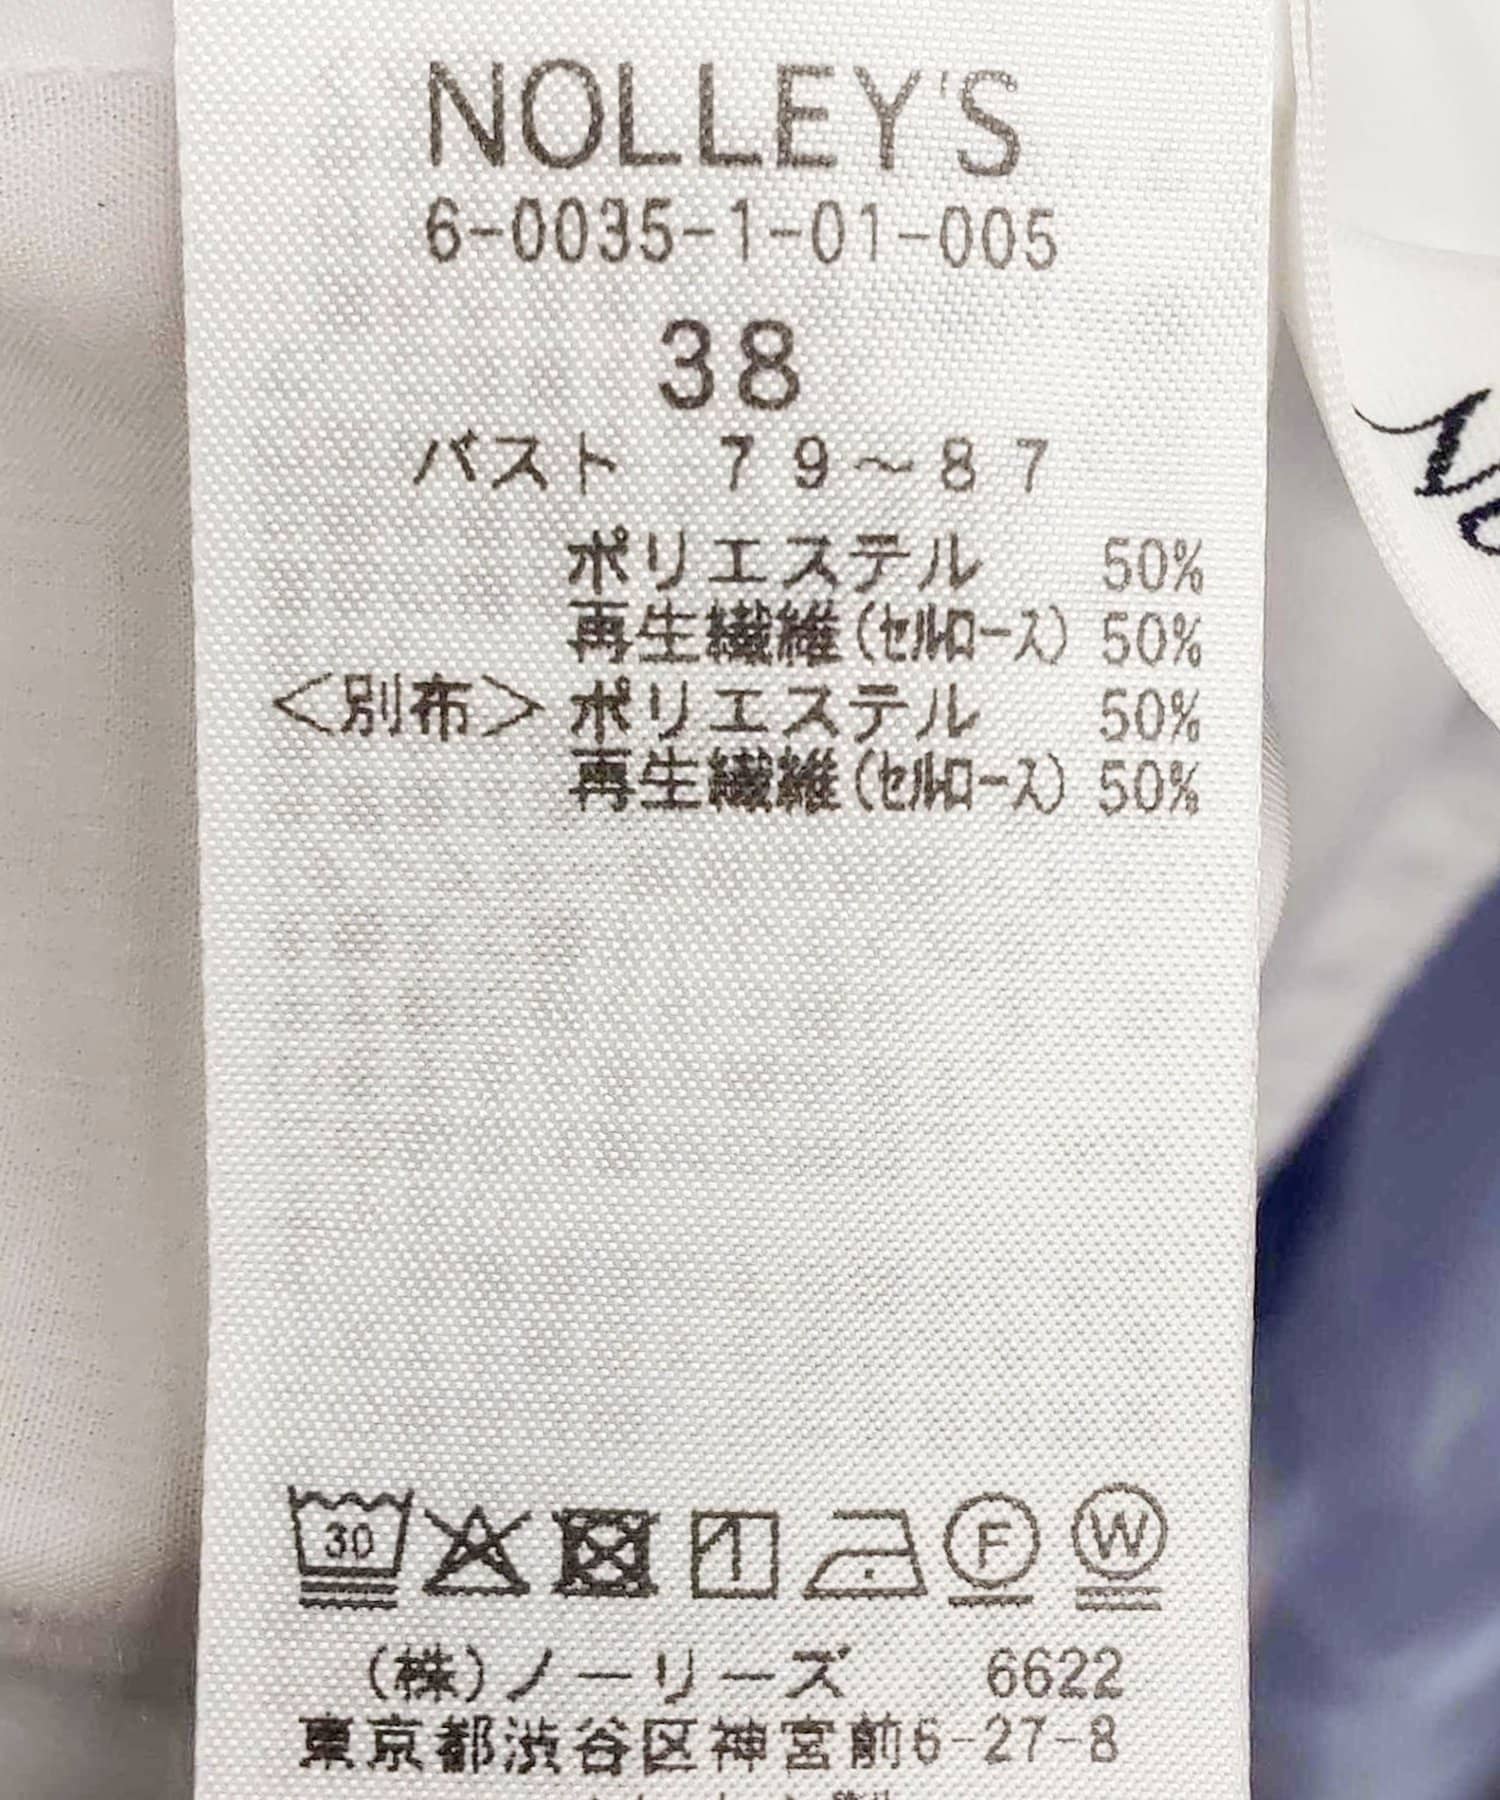 NOLLEY'S
6-0035-1-01-005
38
バスト 79～87
ポリエステル 50%
再生繊維(セルロース) 50%
<別布> ポリエステル 50%
再生繊維(セルロース) 50%
30
F
W
(株)ノーリーズ 6622
東京都渋谷区神宮前6-27-8
No